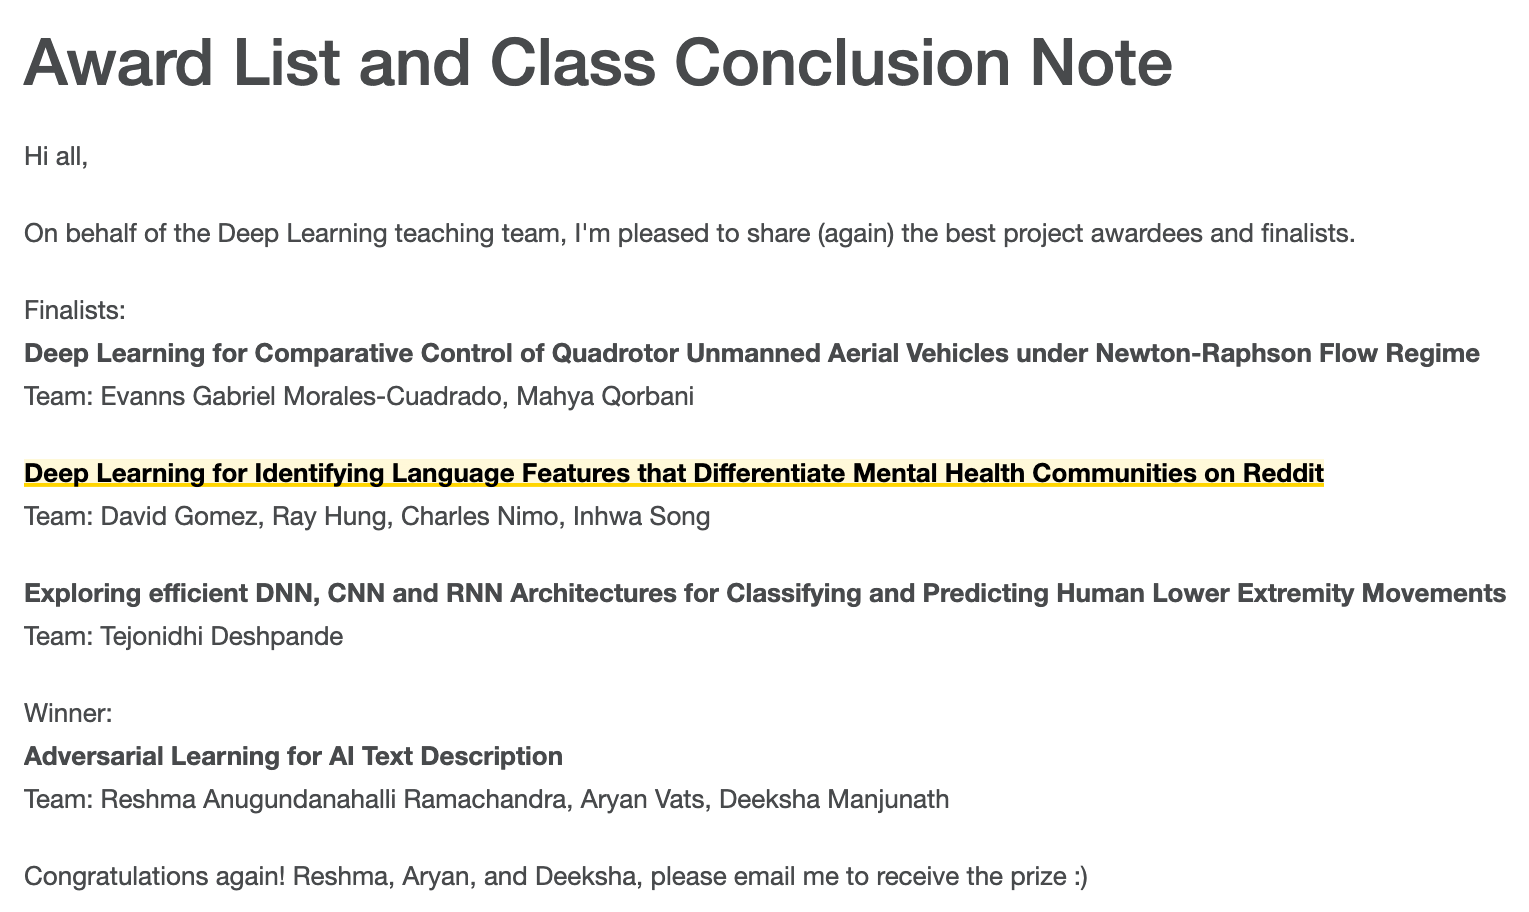 Award List and Class Conclusion Note
Hi all,
On behalf of the Deep Learning teaching team, I'm pleased to share (again) the best project awardees and finalists.
Finalists:
Deep Learning for Comparative Control of Quadrotor Unmanned Aerial Vehicles under Newton-Raphson Flow Regime
Team: Evanns Gabriel Morales-Cuadrado, Mahya Qorbani
Deep Learning for Identifying Language Features that Differentiate Mental Health Communities on Reddit
Team: David Gomez, Ray Hung, Charles Nimo, Inhwa Song
Exploring efficient DNN, CNN and RNN Architectures for Classifying and Predicting Human Lower Extremity Movements
Team: Tejonidhi Deshpande
Winner:
Adversarial Learning for AI Text Description
Team: Reshma Anugundanahalli Ramachandra, Aryan Vats, Deeksha Manjunath
Congratulations again! Reshma, Aryan, and Deeksha, please email me to receive the prize :)